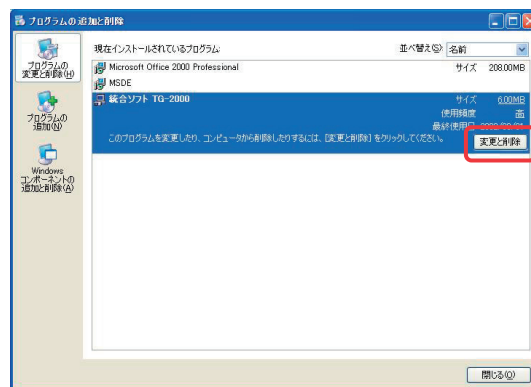 プログラムの追加と削除
プログラムの
変更と削除(H)
プログラムの
追加(N)
Windows
コンポーネントの
追加と削除(A)
現在インストールされているプログラム:
並べ替え(S): 名前
Microsoft Office 2000 Professional サイズ 208.00MB
MSDE
統合ソフト TG-2000 サイズ 6.00MB
使用頻度 高
最終使用日
このプログラムを変更したり、コンピュータから削除したりするには、[変更と削除] をクリックしてください。
変更と削除
閉じる(O)